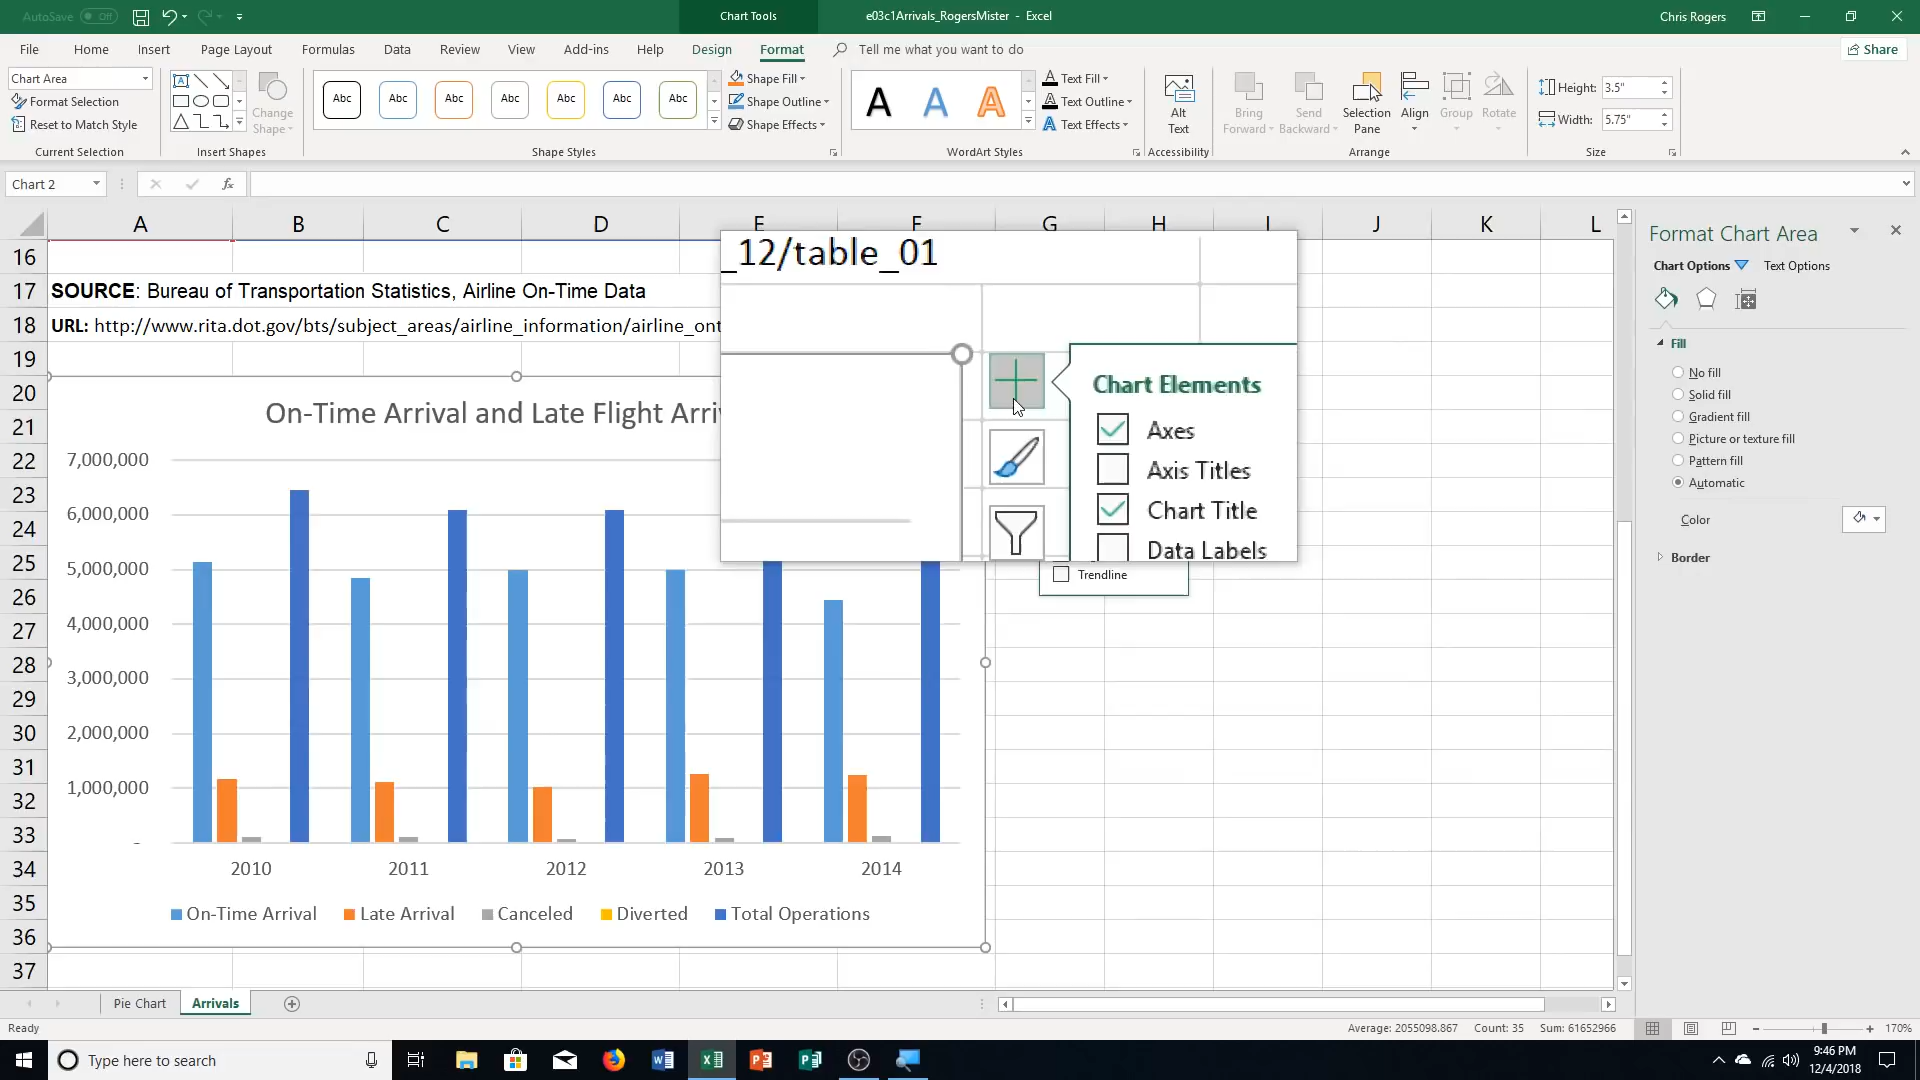 AutoSave Off
Chart Tools
e03c1Arrivals_RogersMister - Excel
Chris Rogers
File Home Insert Page Layout Formulas Data Review View Add-ins Help Design Format Tell me what you want to do Share
Chart Area
Format Selection
Reset to Match Style
Current Selection
Change Shape
Insert Shapes
Abc Abc Abc Abc Abc Abc Abc
Shape Fill
Shape Outline
Shape Effects
Shape Styles
A A A
Text Fill
Text Outline
Text Effects
WordArt Styles
Alt Text
Accessibility
Bring Forward
Send Backward
Selection Pane
Align
Group
Rotate
Arrange
Height: 3.5"
Width: 5.75"
Size
Chart 2
fx
A B C D E F G H I J K L
16
17 SOURCE: Bureau of Transportation Statistics, Airline On-Time Data
18 URL: http://www.rita.dot.gov/bts/subject_areas/airline_information/airline_ont
_12/table_01
19
20
21
22
23
24
25
26
27
28
29
30
31
32
33
34
35
36
37
On-Time Arrival and Late Flight Arri
7,000,000
6,000,000
5,000,000
4,000,000
3,000,000
2,000,000
1,000,000
-
2010 2011 2012 2013 2014
On-Time Arrival Late Arrival Canceled Diverted Total Operations
Chart Elements
Axes
Axis Titles
Chart Title
Data Labels
Trendline
Format Chart Area
Chart Options Text Options
Fill
No fill
Solid fill
Gradient fill
Picture or texture fill
Pattern fill
Automatic
Color
Border
Pie Chart Arrivals
Ready
Average: 2055098.867 Count: 35 Sum: 61652966
170%
Type here to search
9:46 PM
12/4/2018